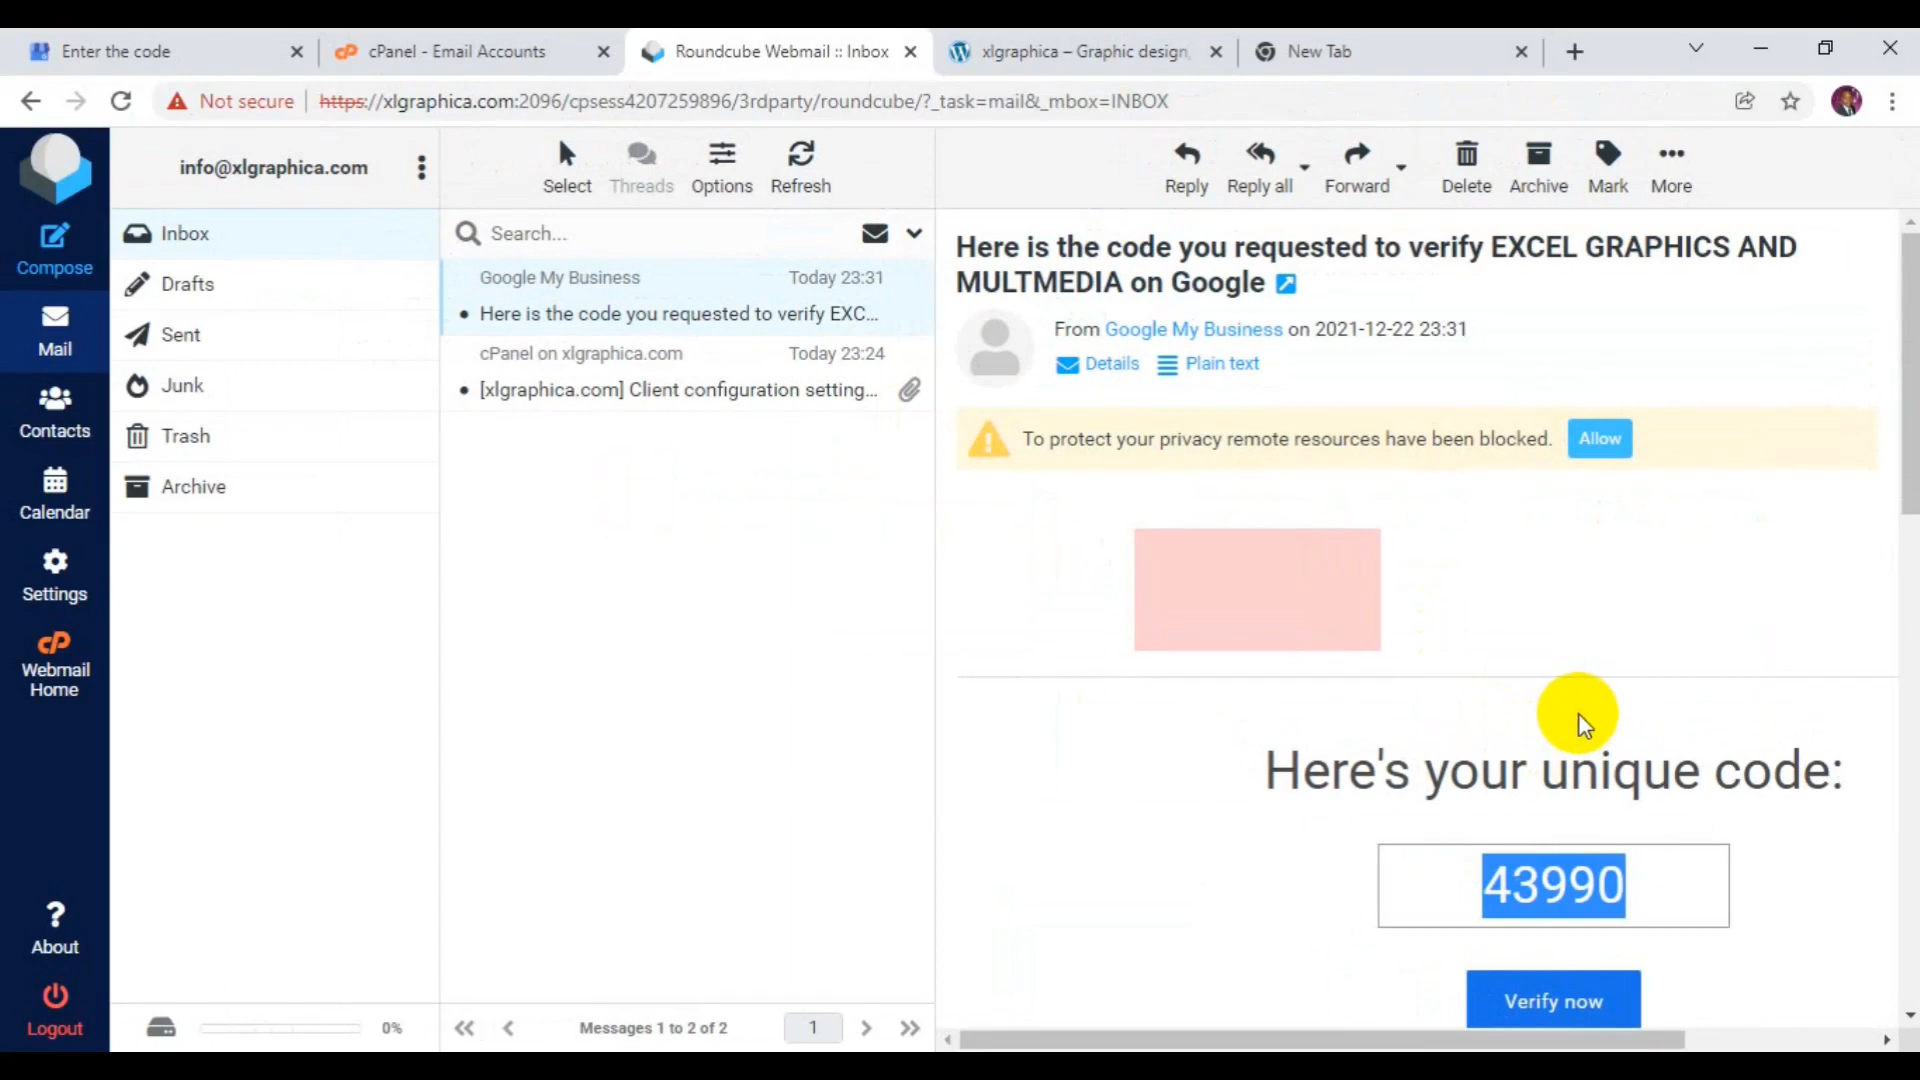 Enter the code
cPanel - Email Accounts
Roundcube Webmail :: Inbox
xlgraphica – Graphic design,
New Tab
Not secure
https://xlgraphica.com:2096/cpsess4207259896/3rdparty/roundcube/?_task=mail&_mbox=INBOX
Compose
Mail
Contacts
Calendar
Settings
cP
Webmail
Home
About
Logout
info@xlgraphica.com
Inbox
Drafts
Sent
Junk
Trash
Archive
0%
Select
Threads
Options
Refresh
Search...
Google My Business
Today 23:31
Here is the code you requested to verify EXC...
cPanel on xlgraphica.com
Today 23:24
[xlgraphica.com] Client configuration setting...
Messages 1 to 2 of 2
1
Reply
Reply all
Forward
Delete
Archive
Mark
More
Here is the code you requested to verify EXCEL GRAPHICS AND
MULTMEDIA on Google
From Google My Business on 2021-12-22 23:31
Details
Plain text
To protect your privacy remote resources have been blocked.
Allow
Here's your unique code:
43990
Verify now